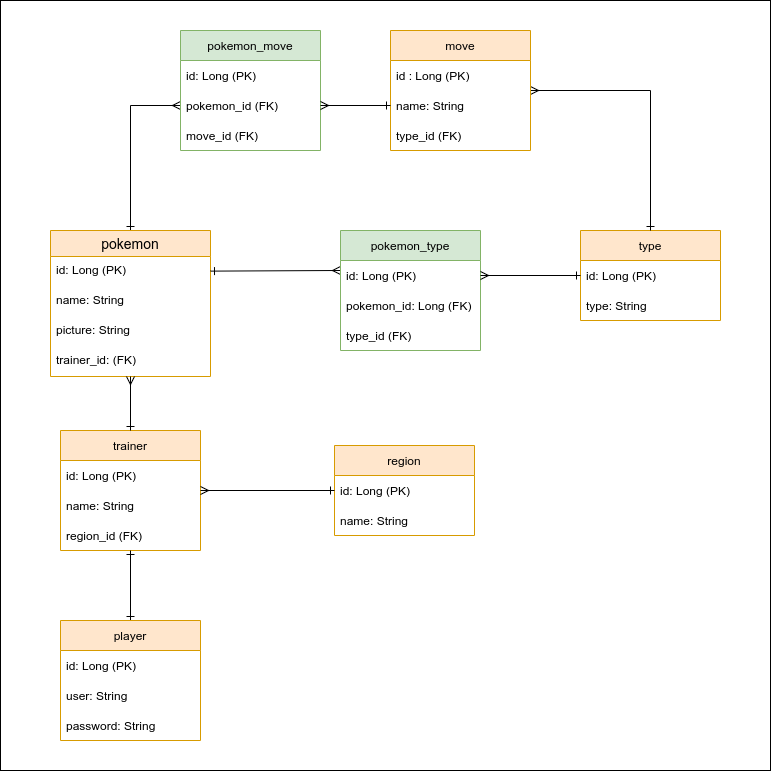 pokemon_move
id: Long (PK)
pokemon_id (FK)
move_id (FK)
move
id : Long (PK)
name: String
type_id (FK)
pokemon
id: Long (PK)
name: String
picture: String
trainer_id: (FK)
pokemon_type
id: Long (PK)
pokemon_id: Long (FK)
type_id (FK)
type
id: Long (PK)
type: String
trainer
id: Long (PK)
name: String
region_id (FK)
region
id: Long (PK)
name: String
player
id: Long (PK)
user: String
password: String